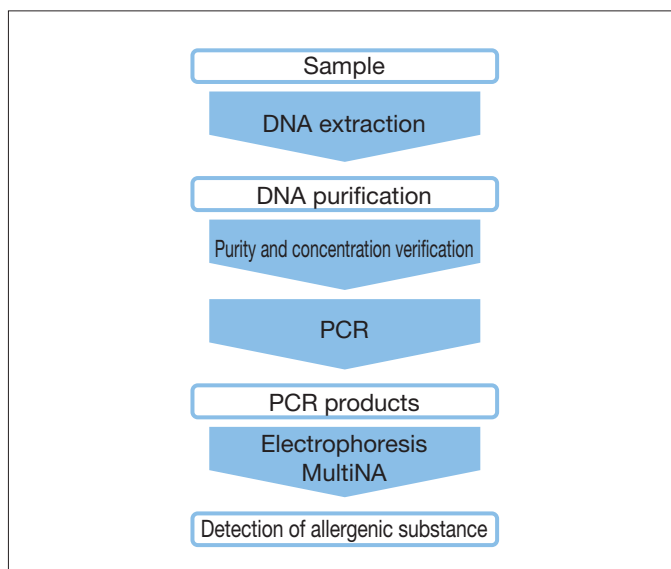 Sample
DNA extraction
DNA purification
Purity and concentration verification
PCR
PCR products
Electrophoresis
MultiNA
Detection of allergenic substance